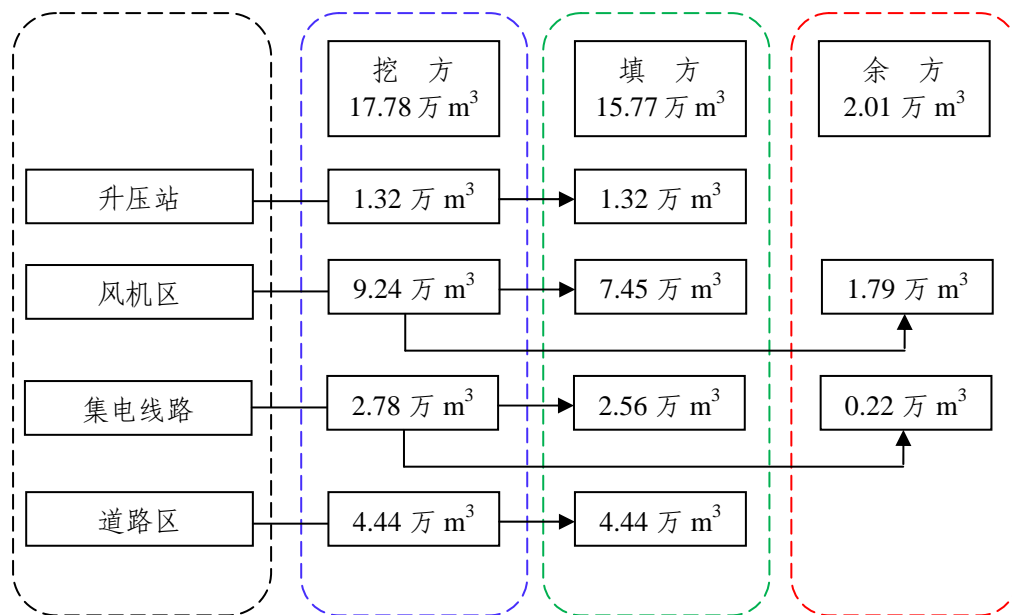 挖 方
17.78 万 m³
填 方
15.77 万 m³
余 方
2.01 万 m³
升压站
1.32 万 m³
1.32 万 m³
风机区
9.24 万 m³
7.45 万 m³
1.79 万 m³
集电线路
2.78 万 m³
2.56 万 m³
0.22 万 m³
道路区
4.44 万 m³
4.44 万 m³